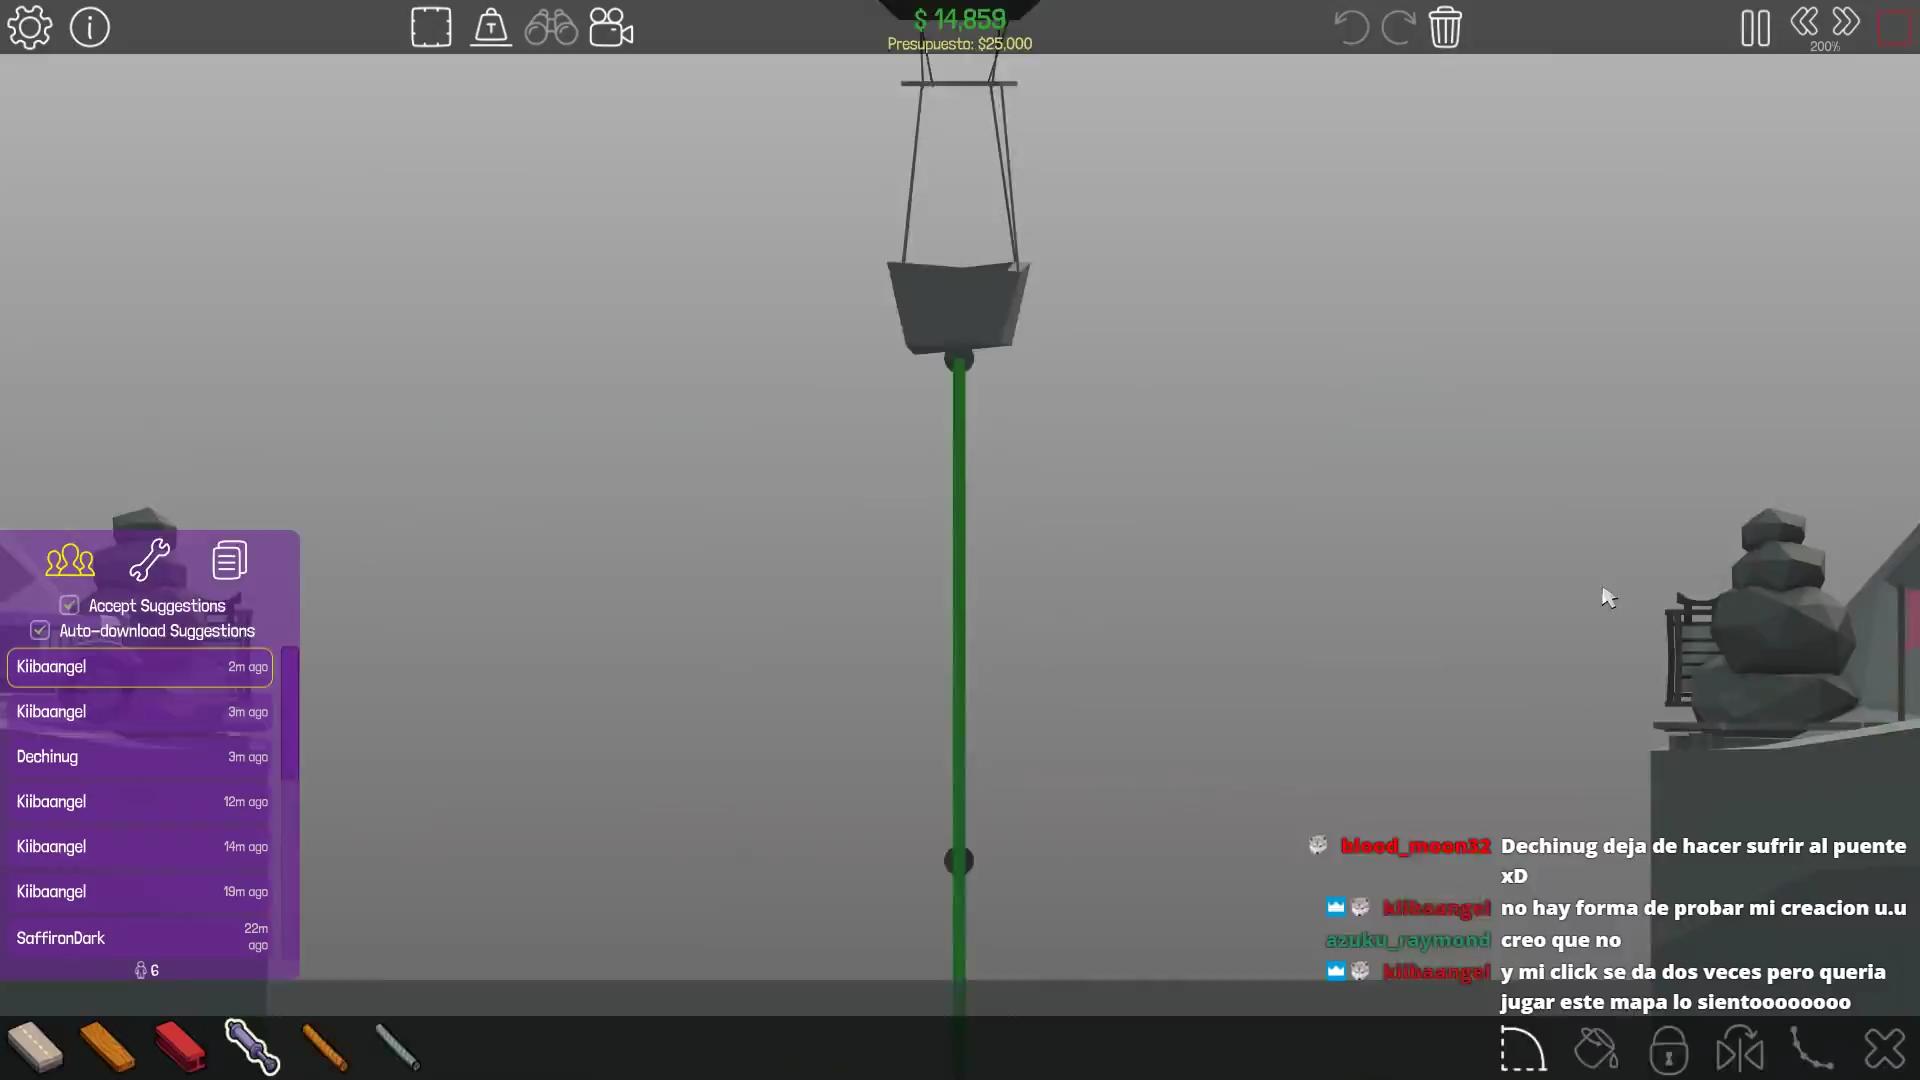 $ 14,859
Presupuesto: $25,000
200%
Accept Suggestions
Auto-download Suggestions
Kiibaangel 2m ago
Kiibaangel 3m ago
Dechinug 3m ago
Kiibaangel 12m ago
Kiibaangel 14m ago
Kiibaangel 19m ago
SaffironDark 22m ago
6
blood_moon32 Dechinug deja de hacer sufrir al puente
xD
kiibaangel no hay forma de probar mi creacion u.u
azuku_raymond creo que no
kiibaangel y mi click se da dos veces pero queria
jugar este mapa lo sientoooooooo